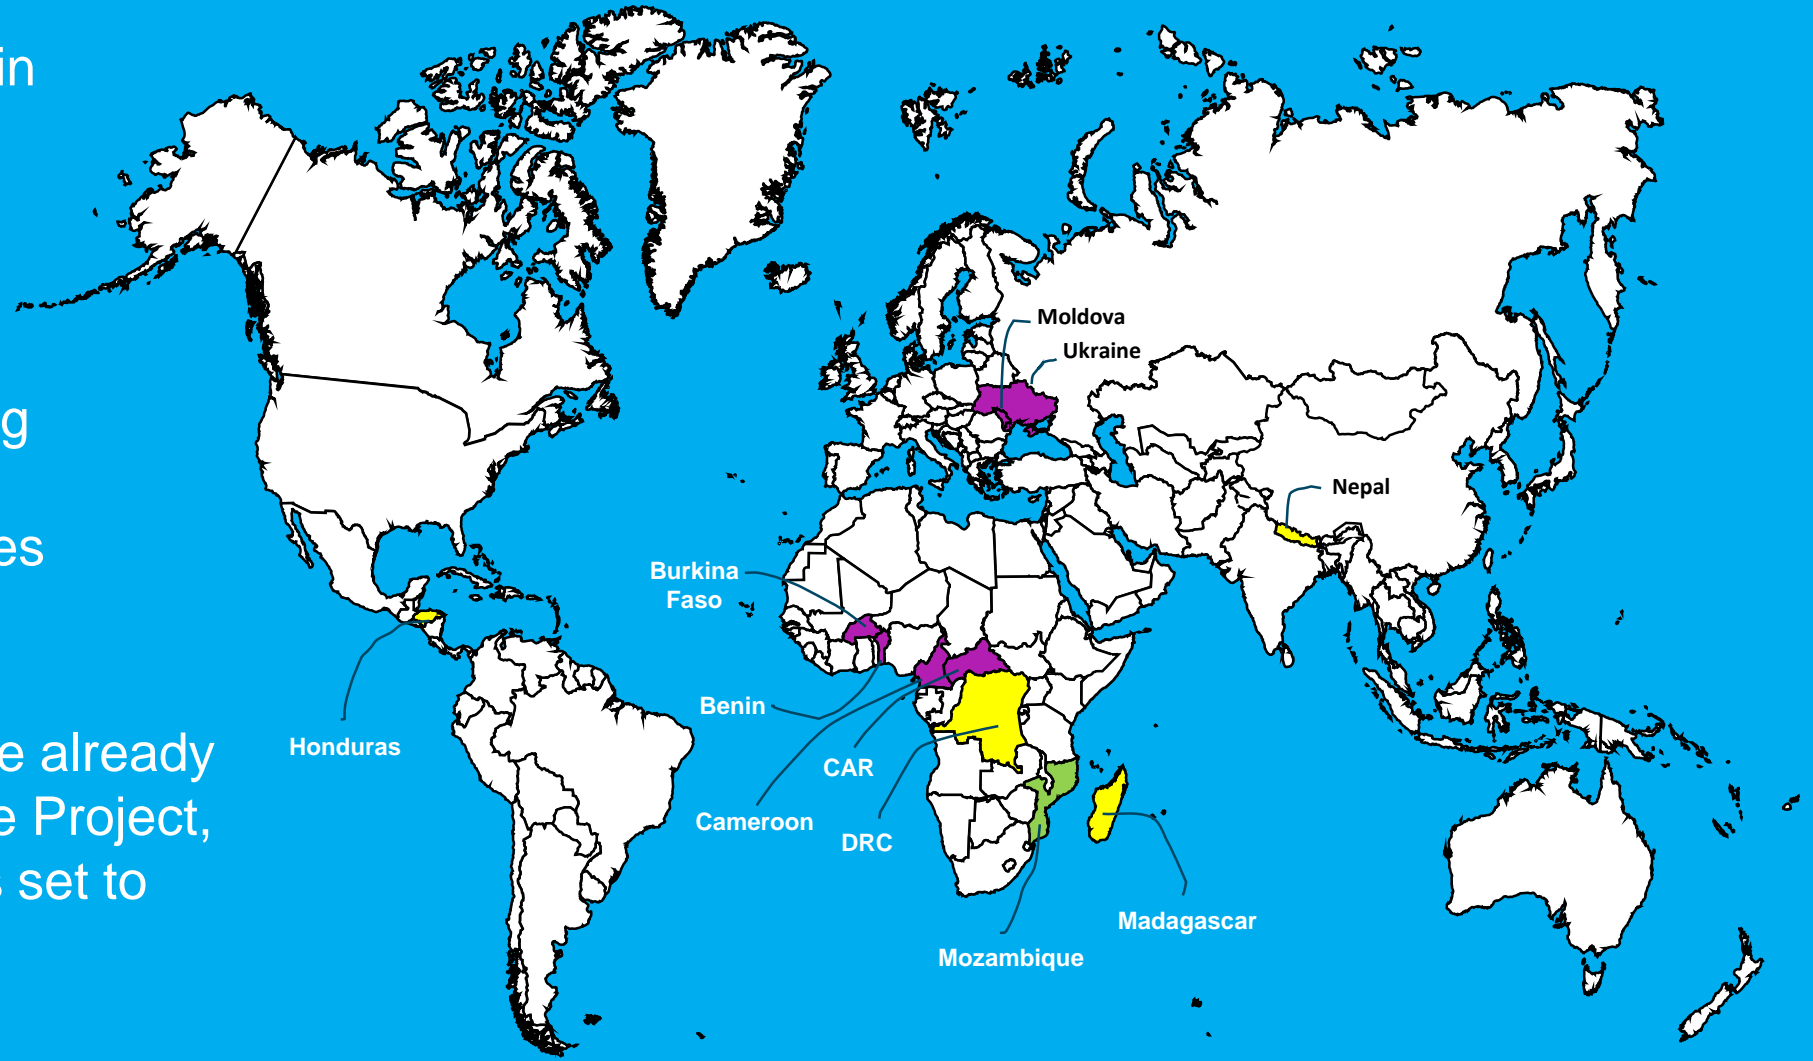 in
g
es
e already
e Project,
s set to
Moldova
Ukraine
Nepal
Burkina
Faso
Benin
Honduras
CAR
Cameroon
DRC
Madagascar
Mozambique